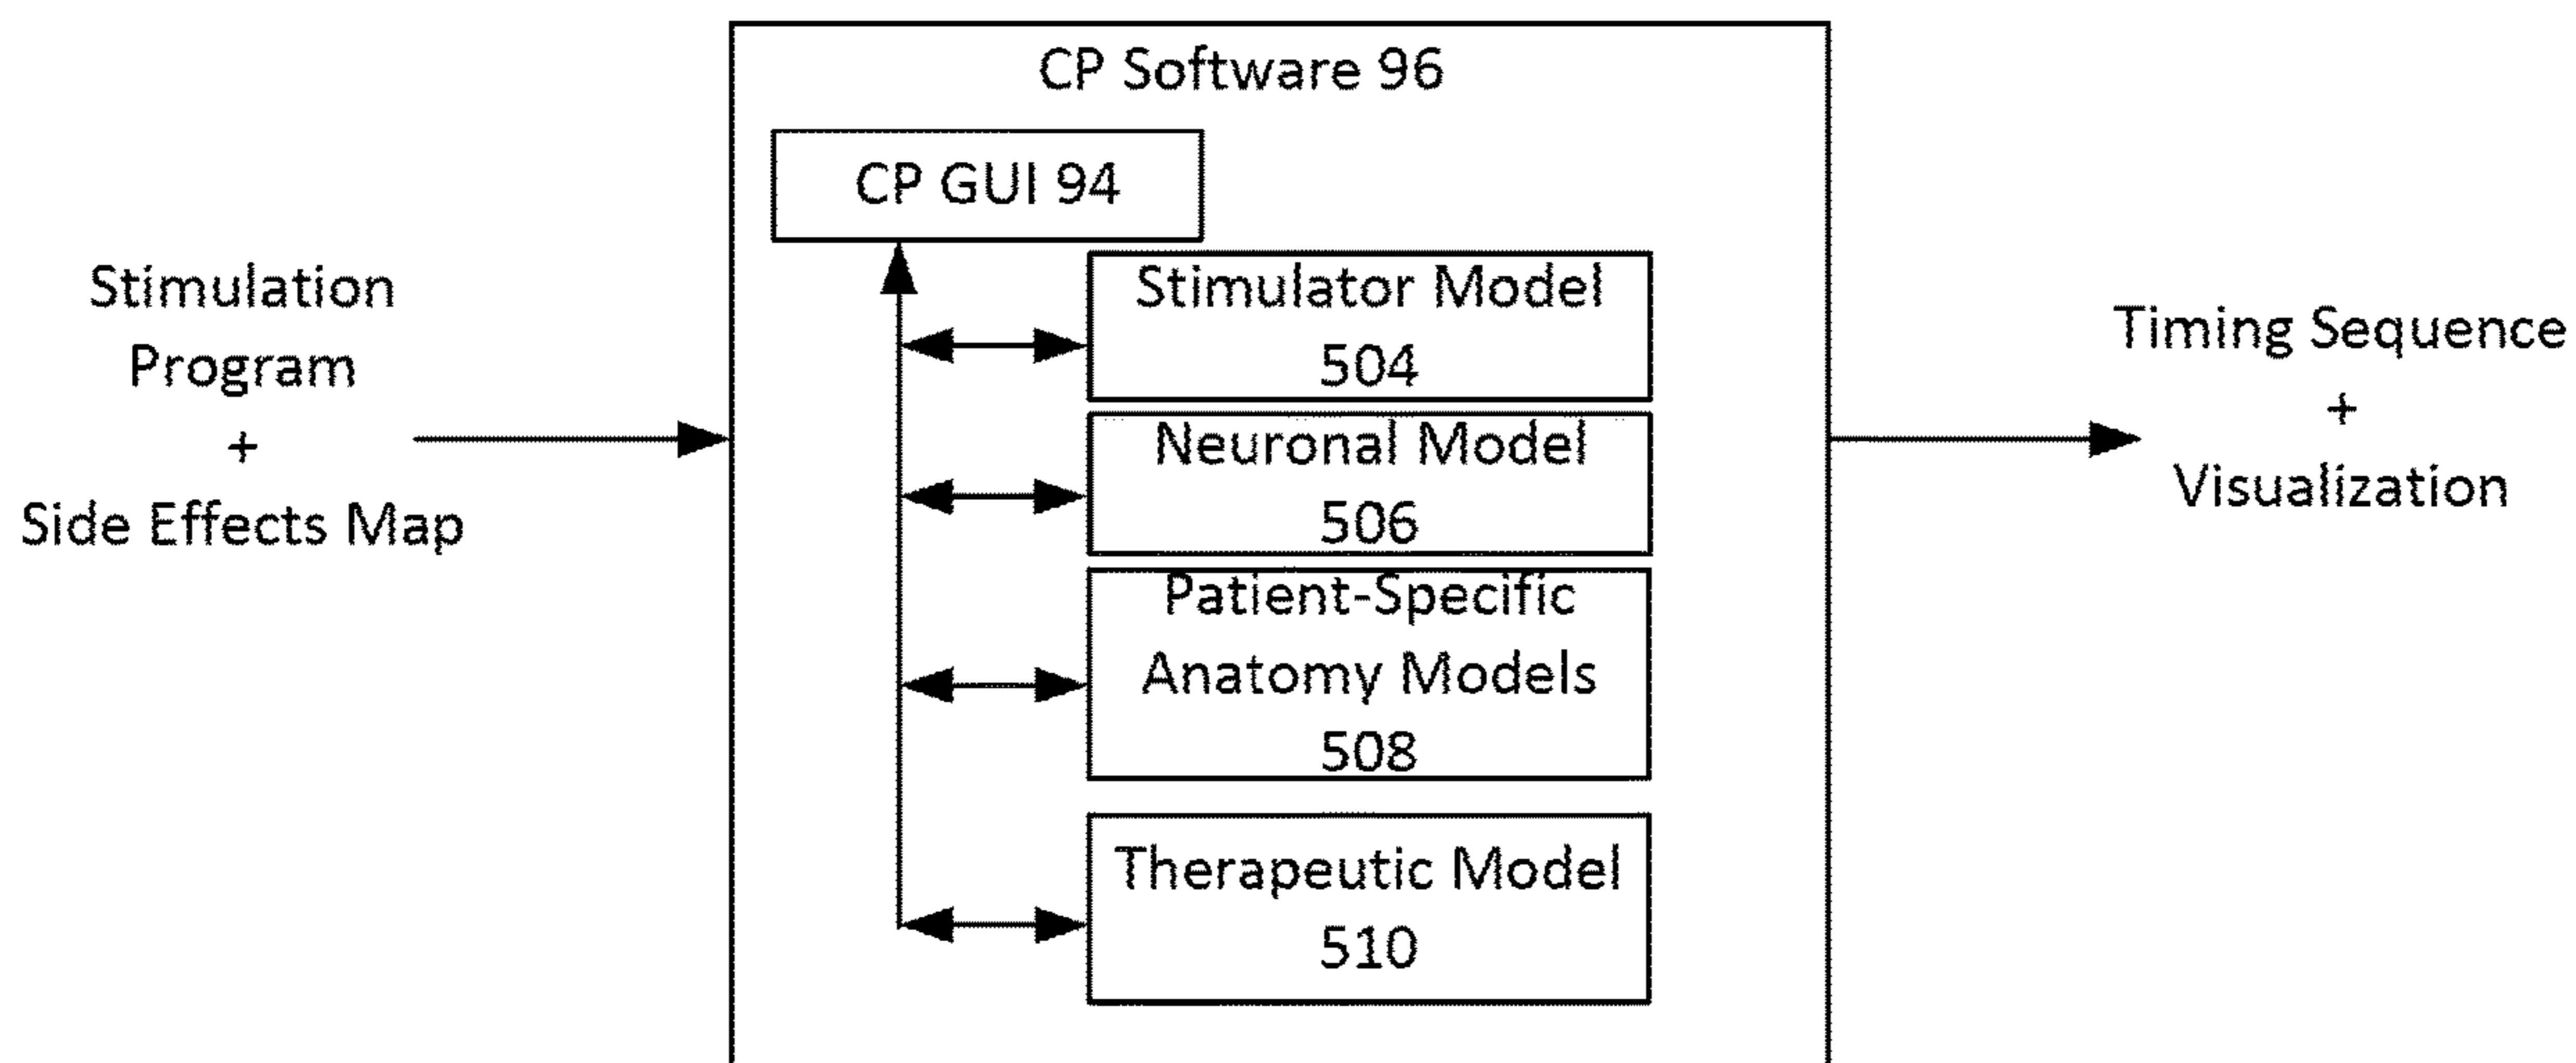 CP Software 96
CP GUI 94
Stimulation
Program
+
Side Effects Map
Stimulator Model
504
Neuronal Model
506
Patient-Specific
Anatomy Models
508
Therapeutic Model
510
Timing Sequence
+
Visualization